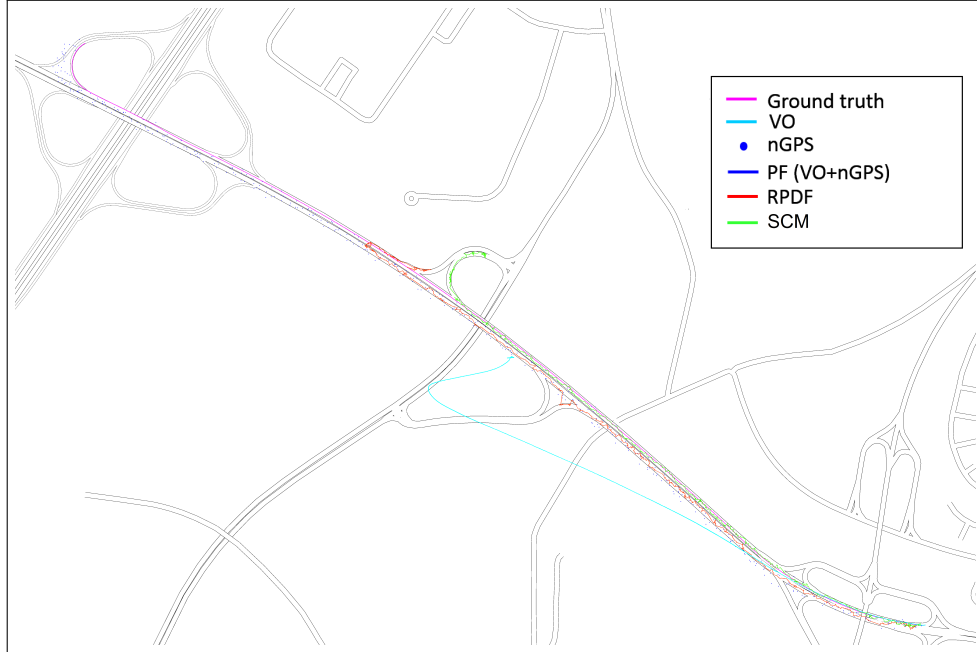 Ground truth
VO
nGPS
PF (VO+nGPS)
RPDF
SCM